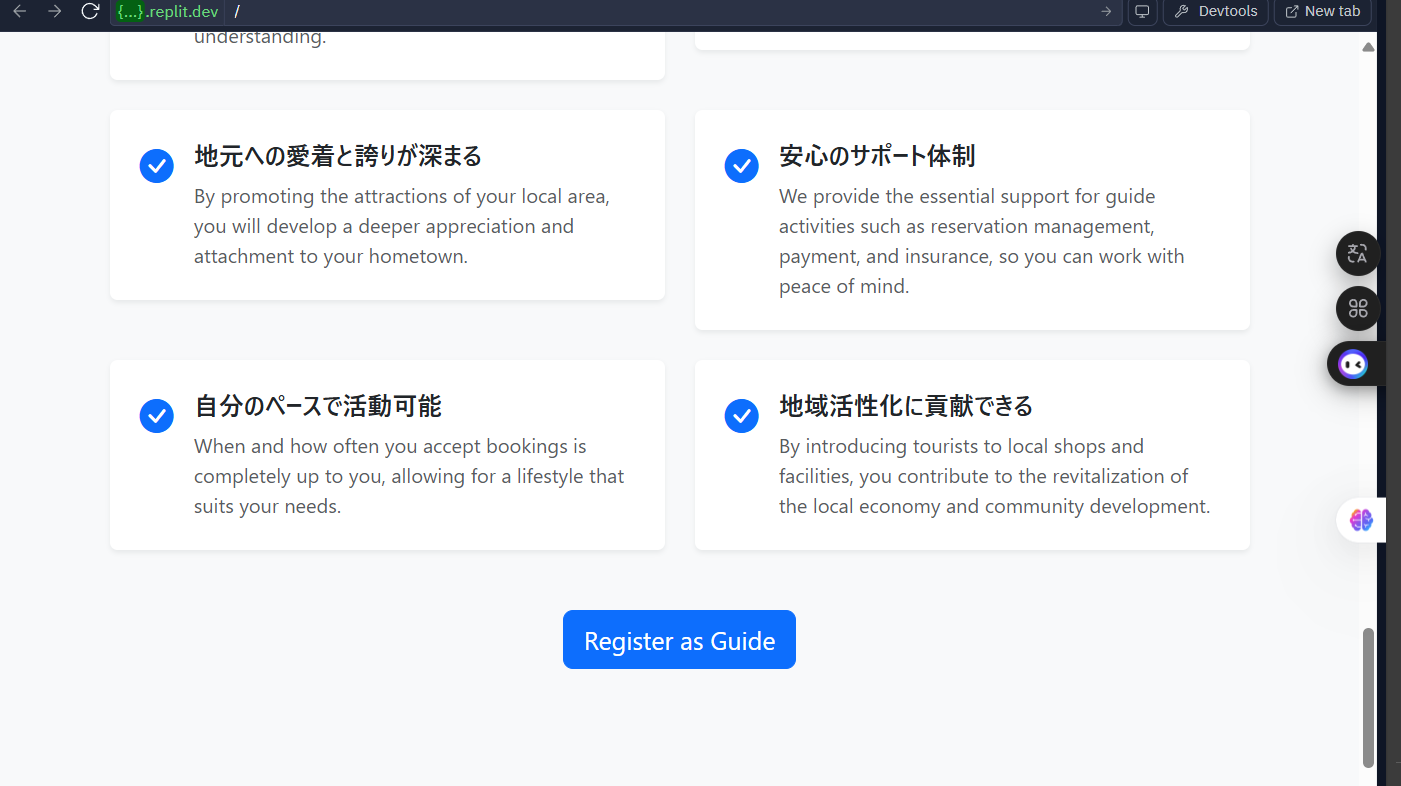 {...}.replit.dev /
Devtools
New tab
understanding.
地元への愛着と誇りが深まる
By promoting the attractions of your local area,
you will develop a deeper appreciation and
attachment to your hometown.
安心のサポート体制
We provide the essential support for guide
activities such as reservation management,
payment, and insurance, so you can work with
peace of mind.
自分のペースで活動可能
When and how often you accept bookings is
completely up to you, allowing for a lifestyle that
suits your needs.
地域活性化に貢献できる
By introducing tourists to local shops and
facilities, you contribute to the revitalization of
the local economy and community development.
Register as Guide